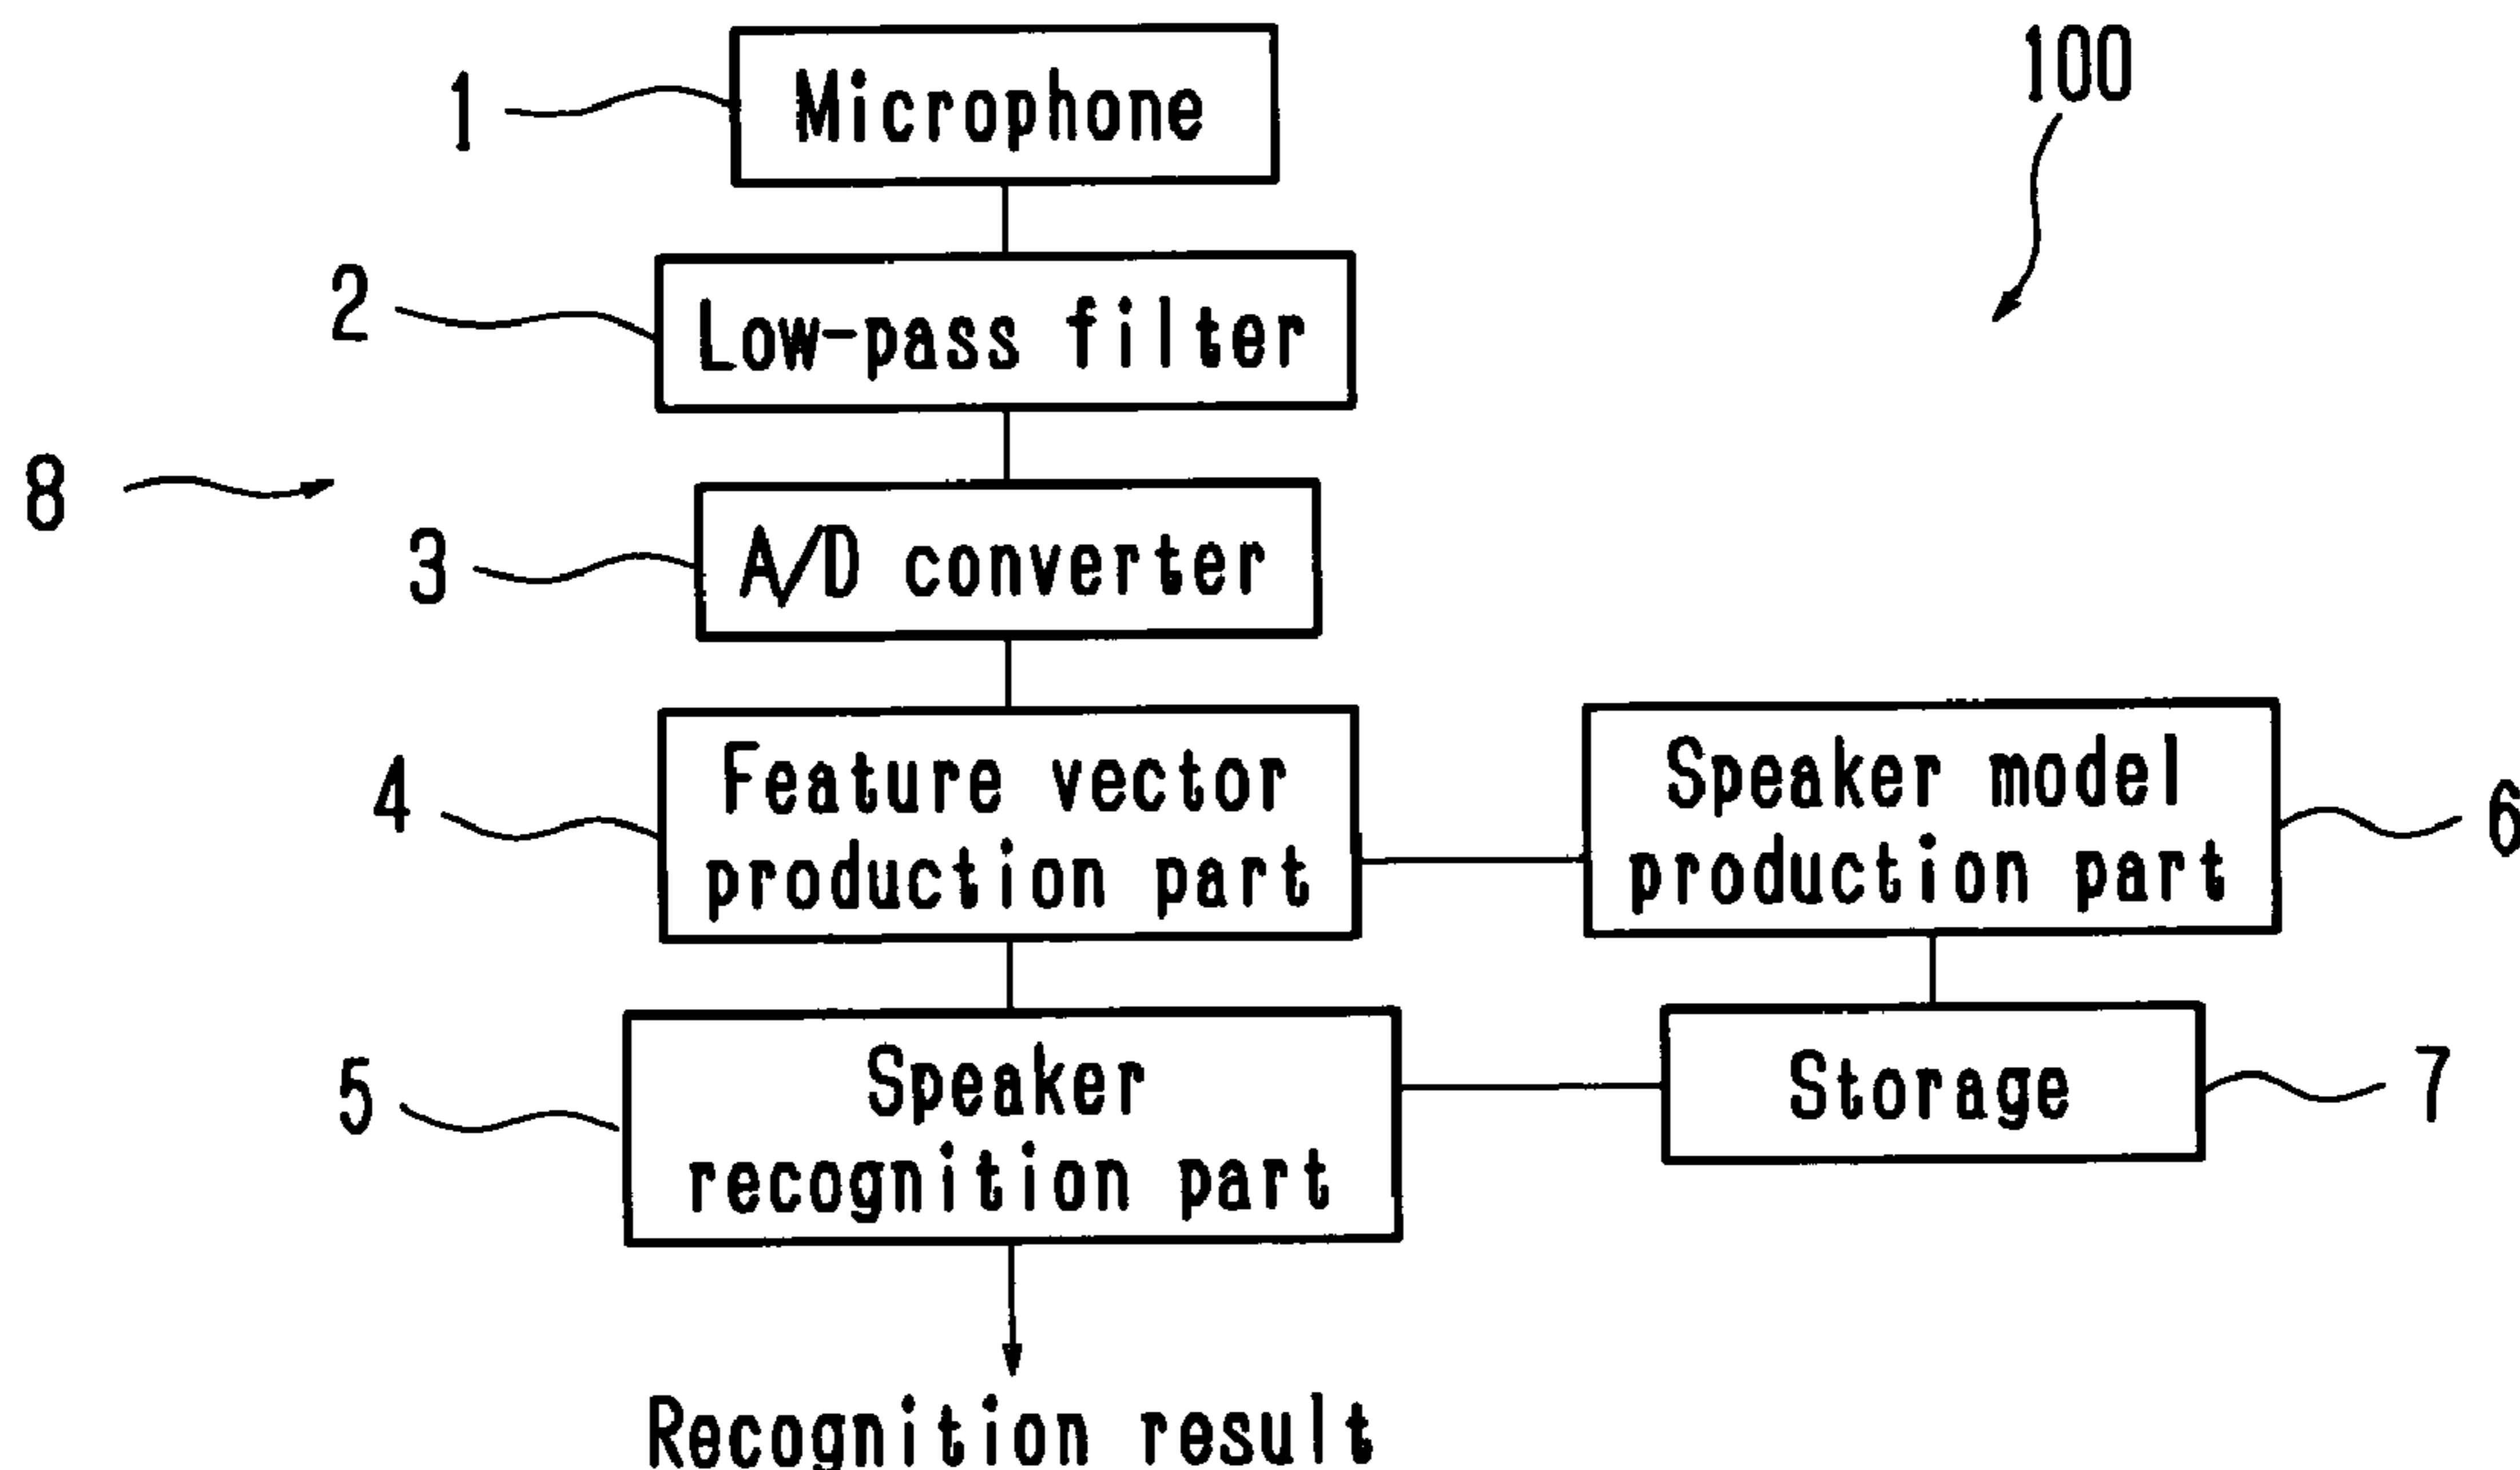 1
Microphone
100
2
Low-pass filter
8
3
A/D converter
4
Feature vector
production part
Speaker model
production part
6
5
Speaker
recognition part
Storage
7
Recognition result